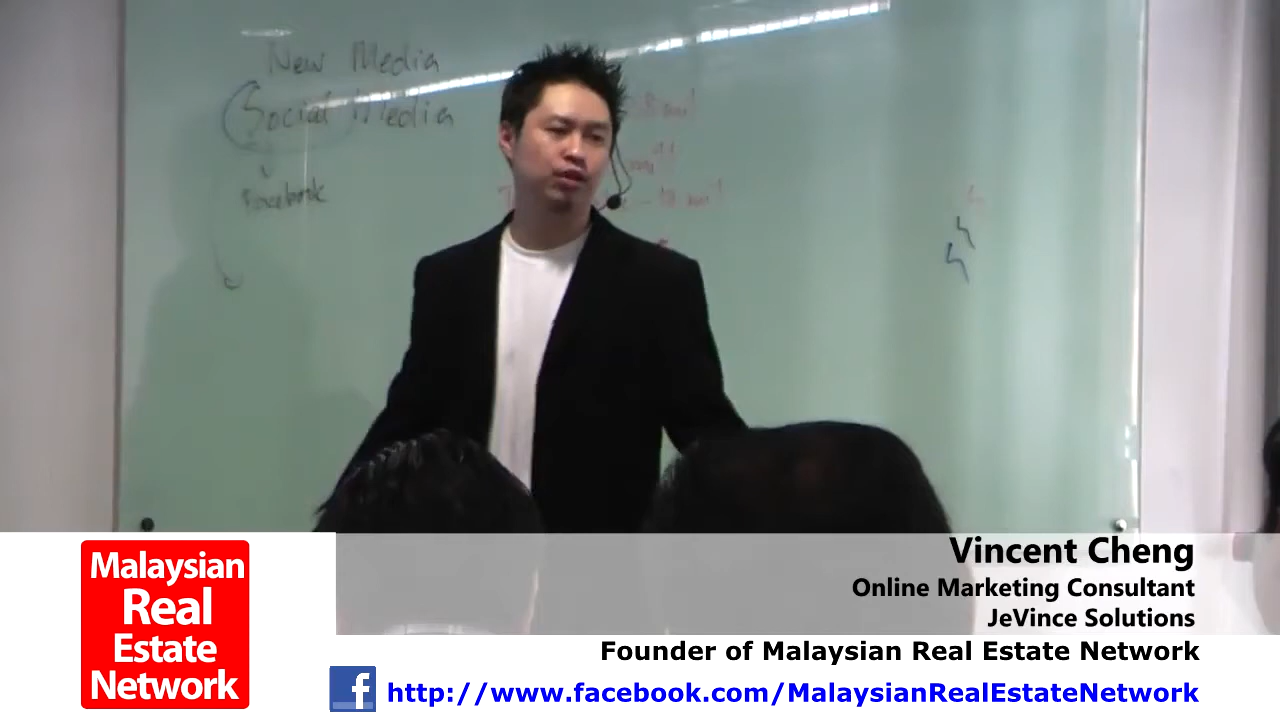 New Media
Social Media
Facebook
Malaysian
Real
Estate
Network
Vincent Cheng
Online Marketing Consultant
JeVince Solutions
Founder of Malaysian Real Estate Network
f http://www.facebook.com/MalaysianRealEstateNetwork